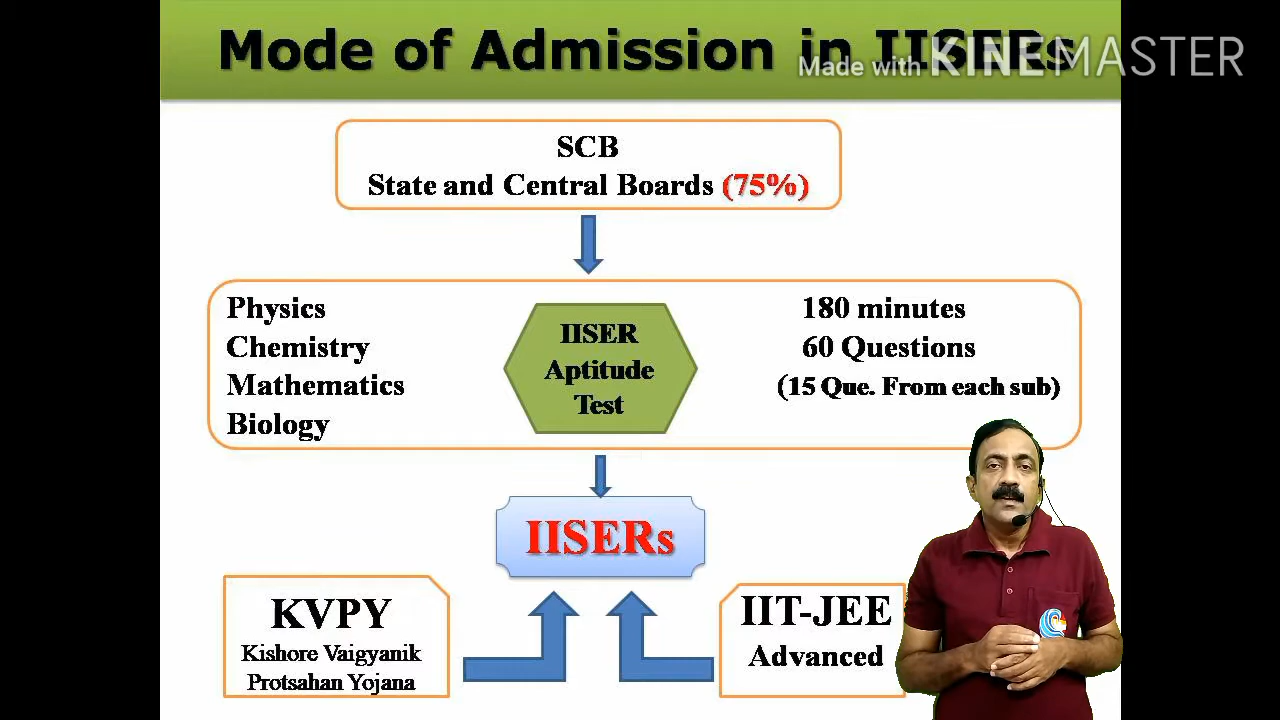 Mode of Admission in IISERs
Made with KINEMASTER
SCB
State and Central Boards (75%)
Physics
Chemistry
Mathematics
Biology
IISER
Aptitude
Test
180 minutes
60 Questions
(15 Que. From each sub)
IISERs
KVPY
Kishore Vaigyanik
Protsahan Yojana
IIT-JEE
Advanced